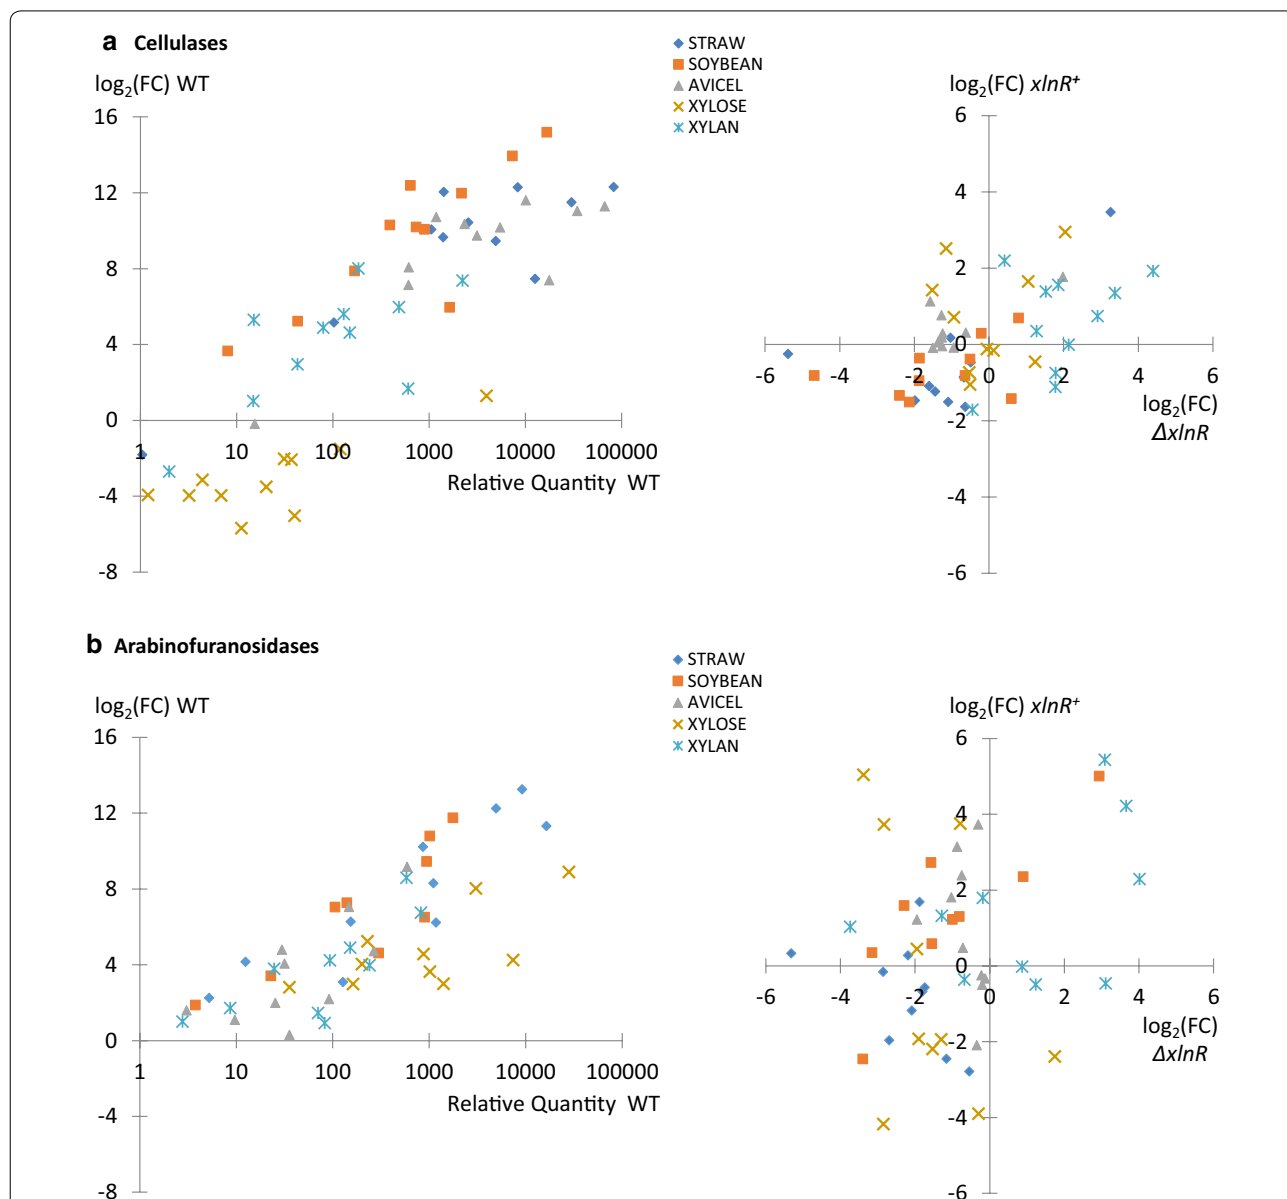 a Cellulases
log2(FC) WT
16
12
8
4
0
-4
-8
1 10 100 1000 10000 100000
Relative Quantity WT
STRAW
SOYBEAN
AVICEL
XYLOSE
XYLAN
log2(FC) xlnR+
6
4
2
0
-2
-4
-6
-6 -4 -2 0 2 4 6
log2(FC)
ΔxlnR
b Arabinofuranosidases
log2(FC) WT
16
12
8
4
0
-4
-8
1 10 100 1000 10000 100000
Relative Quantity WT
STRAW
SOYBEAN
AVICEL
XYLOSE
XYLAN
log2(FC) xlnR+
6
4
2
0
-2
-4
-6
-6 -4 -2 0 2 4 6
log2(FC)
ΔxlnR